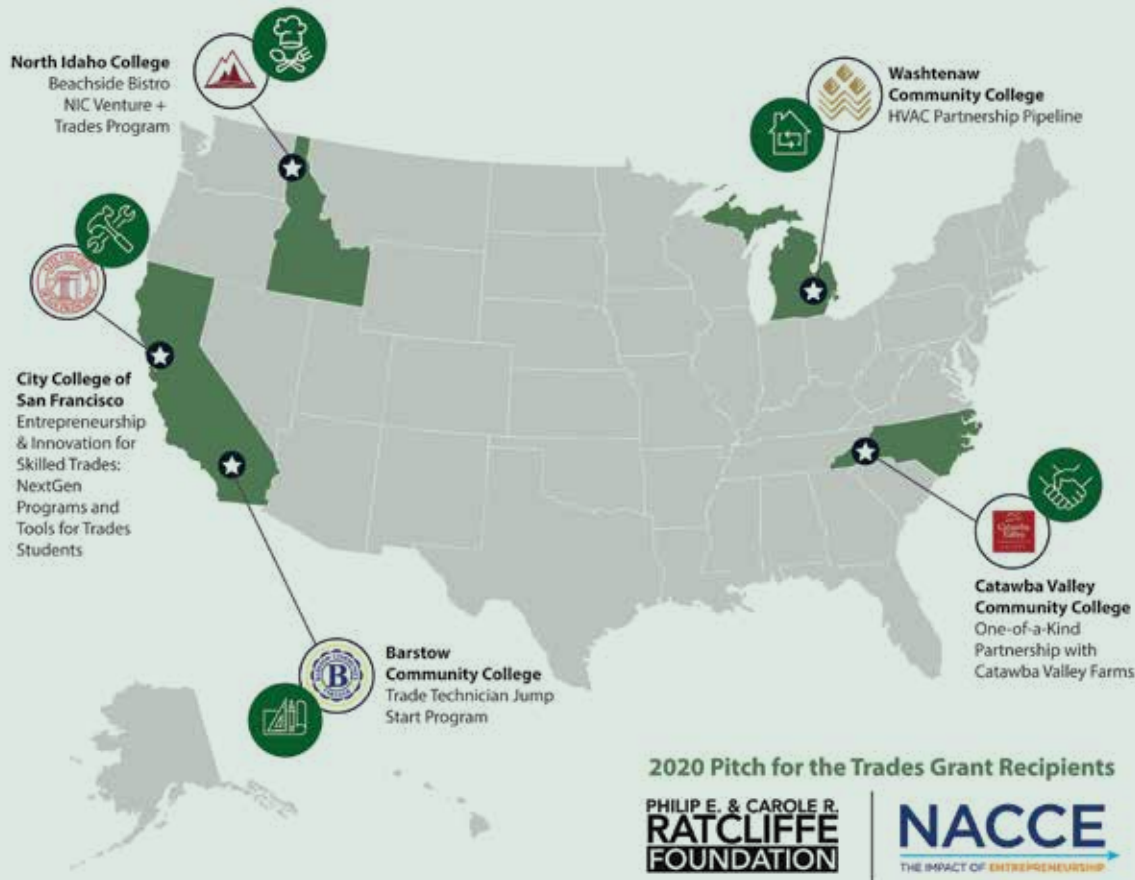 North Idaho College
Beachside Bistro
NIC Venture +
Trades Program
Washtenaw
Community College
HVAC Partnership Pipeline
City College of
San Francisco
Entrepreneurship
& Innovation for
Skilled Trades:
NextGen
Programs and
Tools for Trades
Students
Barstow
Community College
Trade Technician Jump
Start Program
B
Catawba
Valley
Catawba Valley
Community College
One-of-a-Kind
Partnership with
Catawba Valley Farms
2020 Pitch for the Trades Grant Recipients
PHILIP E. & CAROLE R.
RATCLIFFE
FOUNDATION
NACCE
THE IMPACT OF ENTREPRENEURSHIP